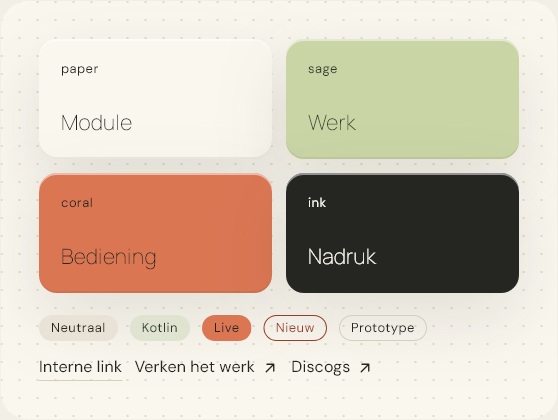 paper
sage
Module
Werk
coral
ink
Bediening
Nadruk
Neutraal Kotlin Live Nieuw Prototype
Interne link Verken het werk ↗ Discogs ↗